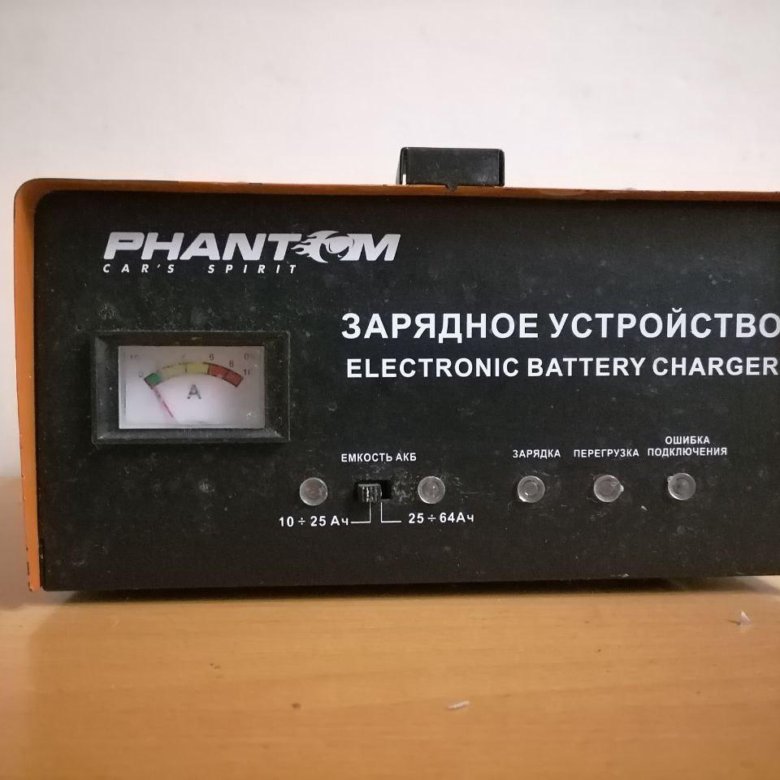 PHANTOM
CAR'S SPIRIT
ЗАРЯДНОЕ УСТРОЙСТВО
ELECTRONIC BATTERY CHARGER
A
ЕМКОСТЬ АКБ
10 ÷ 25 Ач
25 ÷ 64Ач
ЗАРЯДКА
ПЕРЕГРУЗКА
ОШИБКА
ПОДКЛЮЧЕНИЯ